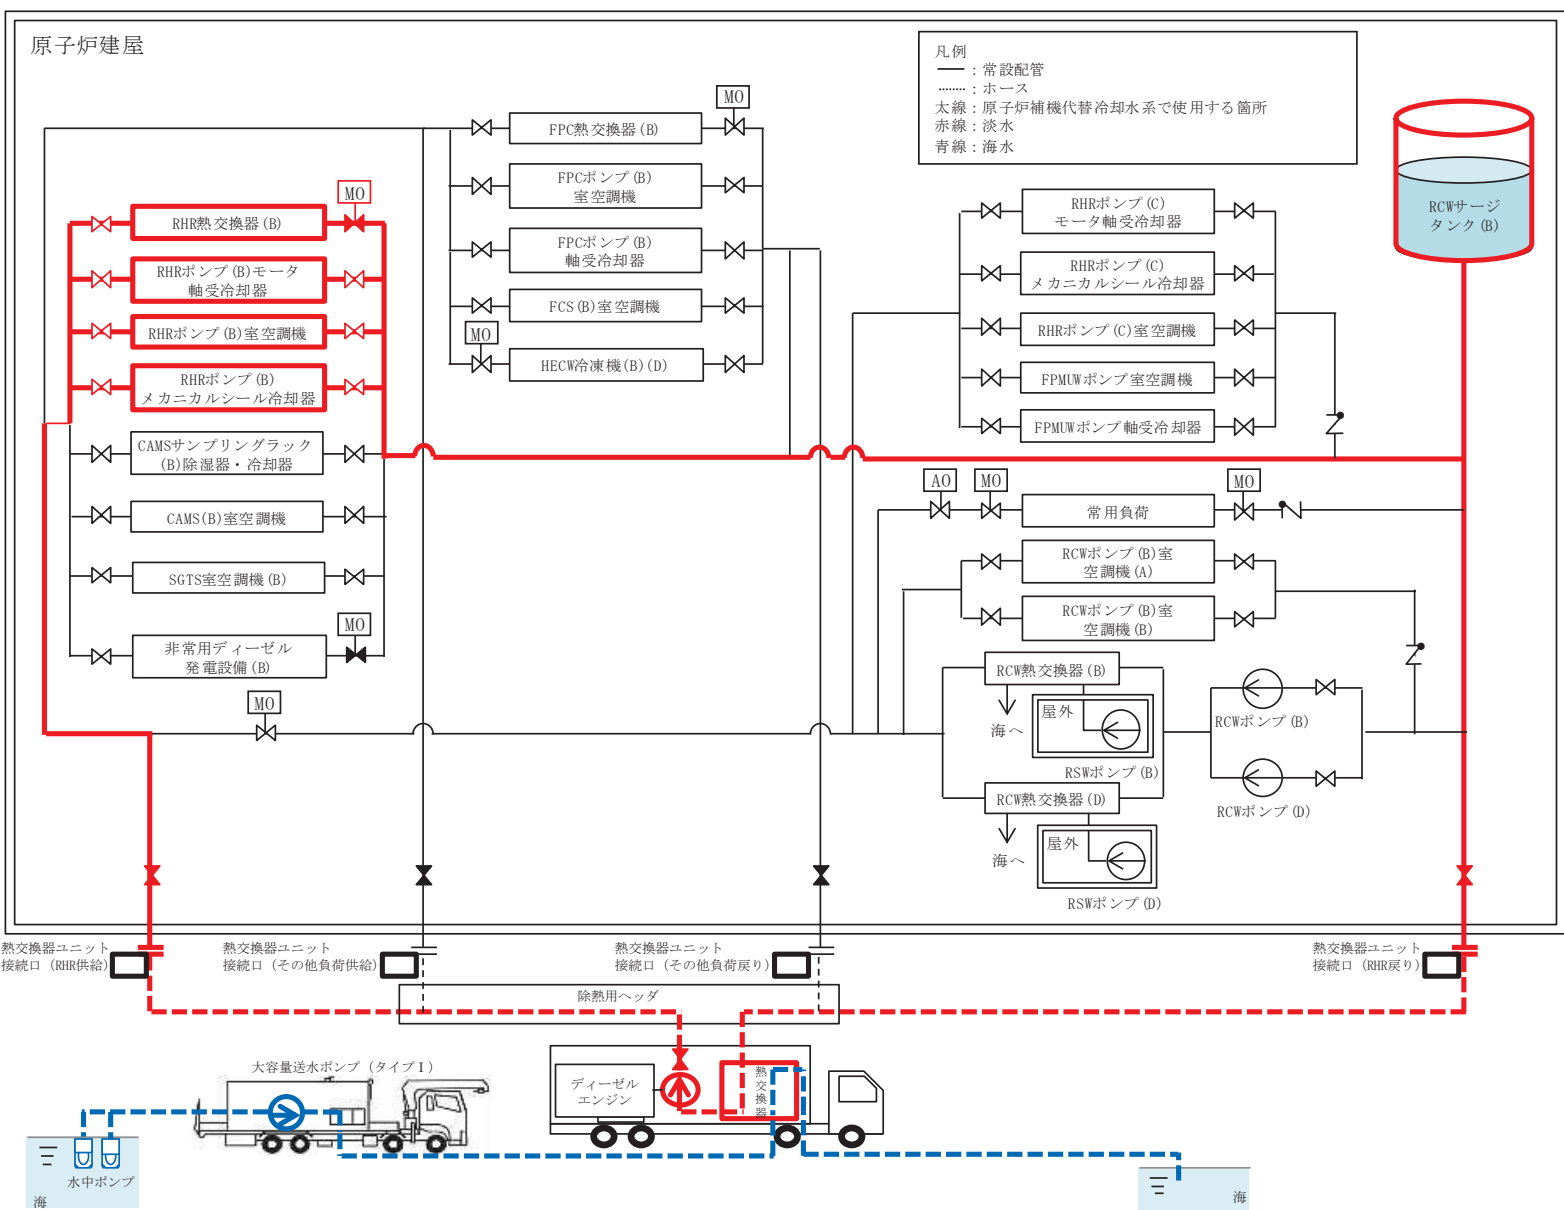 原子炉建屋
凡例
：常設配管
：ホース
太線：原子炉補機代替冷却水系で使用する箇所
赤線：淡水
青線：海水
RCWサージ
タンク(B)
MO
FPC熱交換器(B)
FPCポンプ(B)
室空調機
FPCポンプ(B)
軸受冷却器
FCS(B)室空調機
MO
HECW冷凍機(B)(D)
MO
RHR熱交換器(B)
RHRポンプ(B)モータ
軸受冷却器
RHRポンプ(B)室空調機
RHRポンプ(B)
メカニカルシール冷却器
CAMSサンプリングラック
(B)除湿器・冷却器
CAMS(B)室空調機
SGTS室空調機(B)
非常用ディーゼル
発電設備(B)
MO
MO
RHRポンプ(C)
モータ軸受冷却器
RHRポンプ(C)
メカニカルシール冷却器
RHRポンプ(C)室空調機
FPMUWポンプ室空調機
FPMUWポンプ軸受冷却器
AO
MO
MO
常用負荷
RCWポンプ(B)室
空調機(A)
RCWポンプ(B)室
空調機(B)
RCW熱交換器(B)
海へ
屋外
RSWポンプ(B)
RCW熱交換器(D)
海へ
屋外
RSWポンプ(D)
RCWポンプ(B)
RCWポンプ(D)
熱交換器ユニット
接続口（RHR供給）
熱交換器ユニット
接続口（その他負荷供給）
熱交換器ユニット
接続口（その他負荷戻り）
熱交換器ユニット
接続口（RHR戻り）
除熱用ヘッダ
大容量送水ポンプ（タイプⅠ）
ディーゼル
エンジン
熱交換器
水中ポンプ
海
海